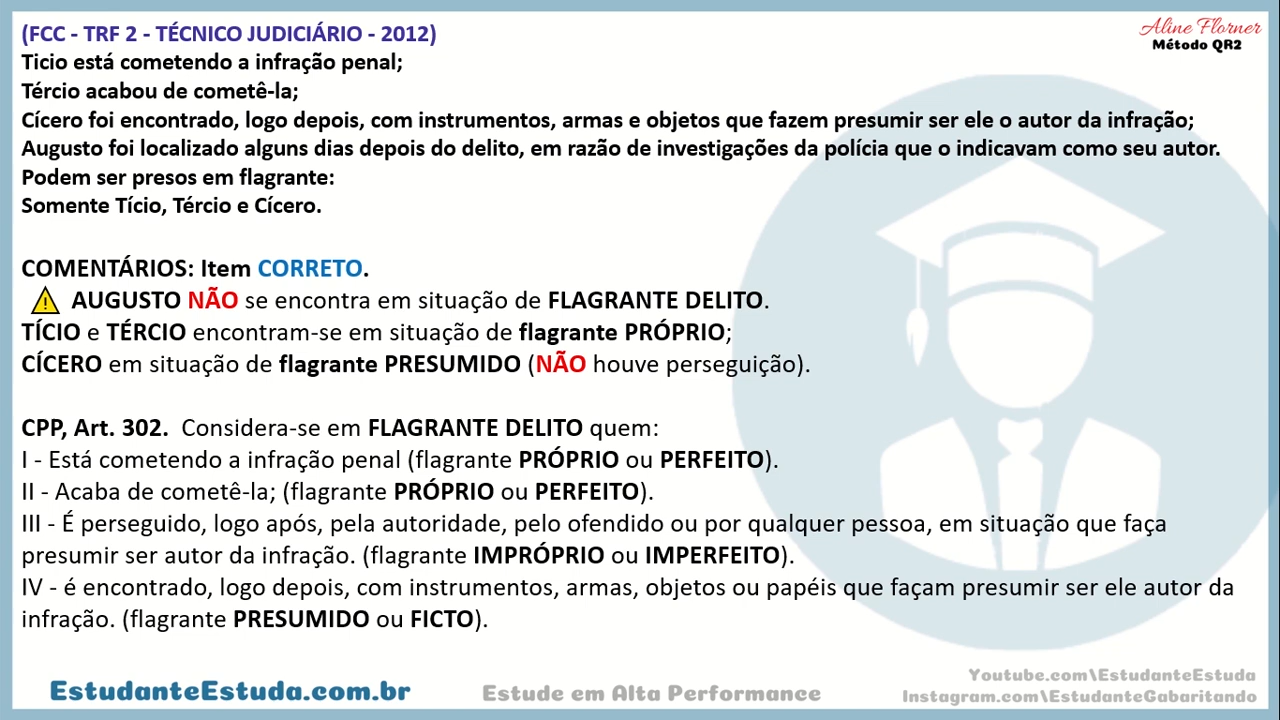 (FCC - TRF 2 - TÉCNICO JUDICIÁRIO - 2012)
Aline Florner
Método QR2
Ticio está cometendo a infração penal;
Tércio acabou de cometê-la;
Cícero foi encontrado, logo depois, com instrumentos, armas e objetos que fazem presumir ser ele o autor da infração;
Augusto foi localizado alguns dias depois do delito, em razão de investigações da polícia que o indicavam como seu autor.
Podem ser presos em flagrante:
Somente Tício, Tércio e Cícero.
COMENTÁRIOS: Item CORRETO.
AUGUSTO NÃO se encontra em situação de FLAGRANTE DELITO.
TÍCIO e TÉRCIO encontram-se em situação de flagrante PRÓPRIO;
CÍCERO em situação de flagrante PRESUMIDO (NÃO houve perseguição).
CPP, Art. 302. Considera-se em FLAGRANTE DELITO quem:
I - Está cometendo a infração penal (flagrante PRÓPRIO ou PERFEITO).
II - Acaba de cometê-la; (flagrante PRÓPRIO ou PERFEITO).
III - É perseguido, logo após, pela autoridade, pelo ofendido ou por qualquer pessoa, em situação que faça
presumir ser autor da infração. (flagrante IMPRÓPRIO ou IMPERFEITO).
IV - é encontrado, logo depois, com instrumentos, armas, objetos ou papéis que façam presumir ser ele autor da
infração. (flagrante PRESUMIDO ou FICTO).
EstudanteEstuda.com.br
Estude em Alta Performance
Youtube.com\EstudanteEstuda
Instagram.com\EstudanteGabaritando